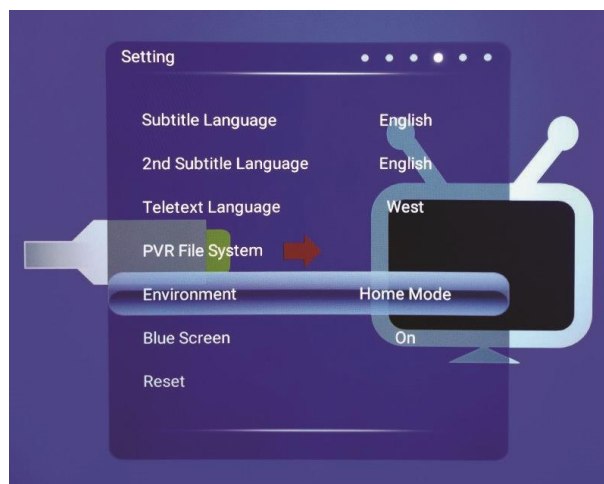 Setting
Subtitle Language English
2nd Subtitle Language English
Teletext Language West
PVR File System
Environment Home Mode
Blue Screen On
Reset